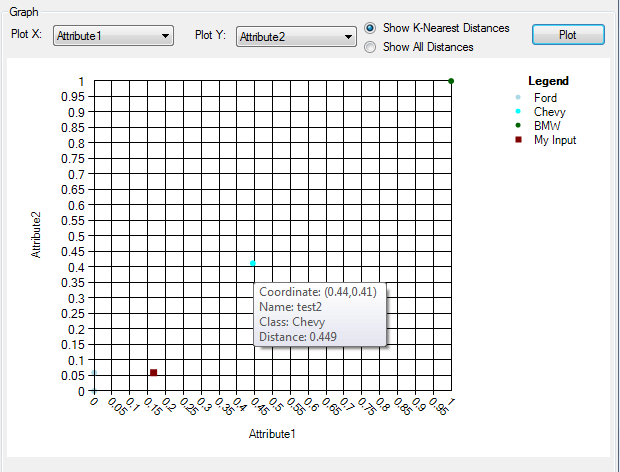 Graph
Plot X: Attribute1 Plot Y: Attribute2 Show K-Nearest Distances Plot
Show All Distances
Legend
Ford
Chevy
BMW
My Input
1
0.95
0.9
0.85
0.8
0.75
0.7
0.65
0.6
0.55
0.5
0.45
0.4
0.35
0.3
0.25
0.2
0.15
0.1
0.05
0
Attribute2
Coordinate: (0.44,0.41)
Name: test2
Class: Chevy
Distance: 0.449
0 0.05 0.1 0.15 0.2 0.25 0.3 0.35 0.4 0.45 0.5 0.55 0.6 0.65 0.7 0.75 0.8 0.85 0.9 0.95 1
Attribute1